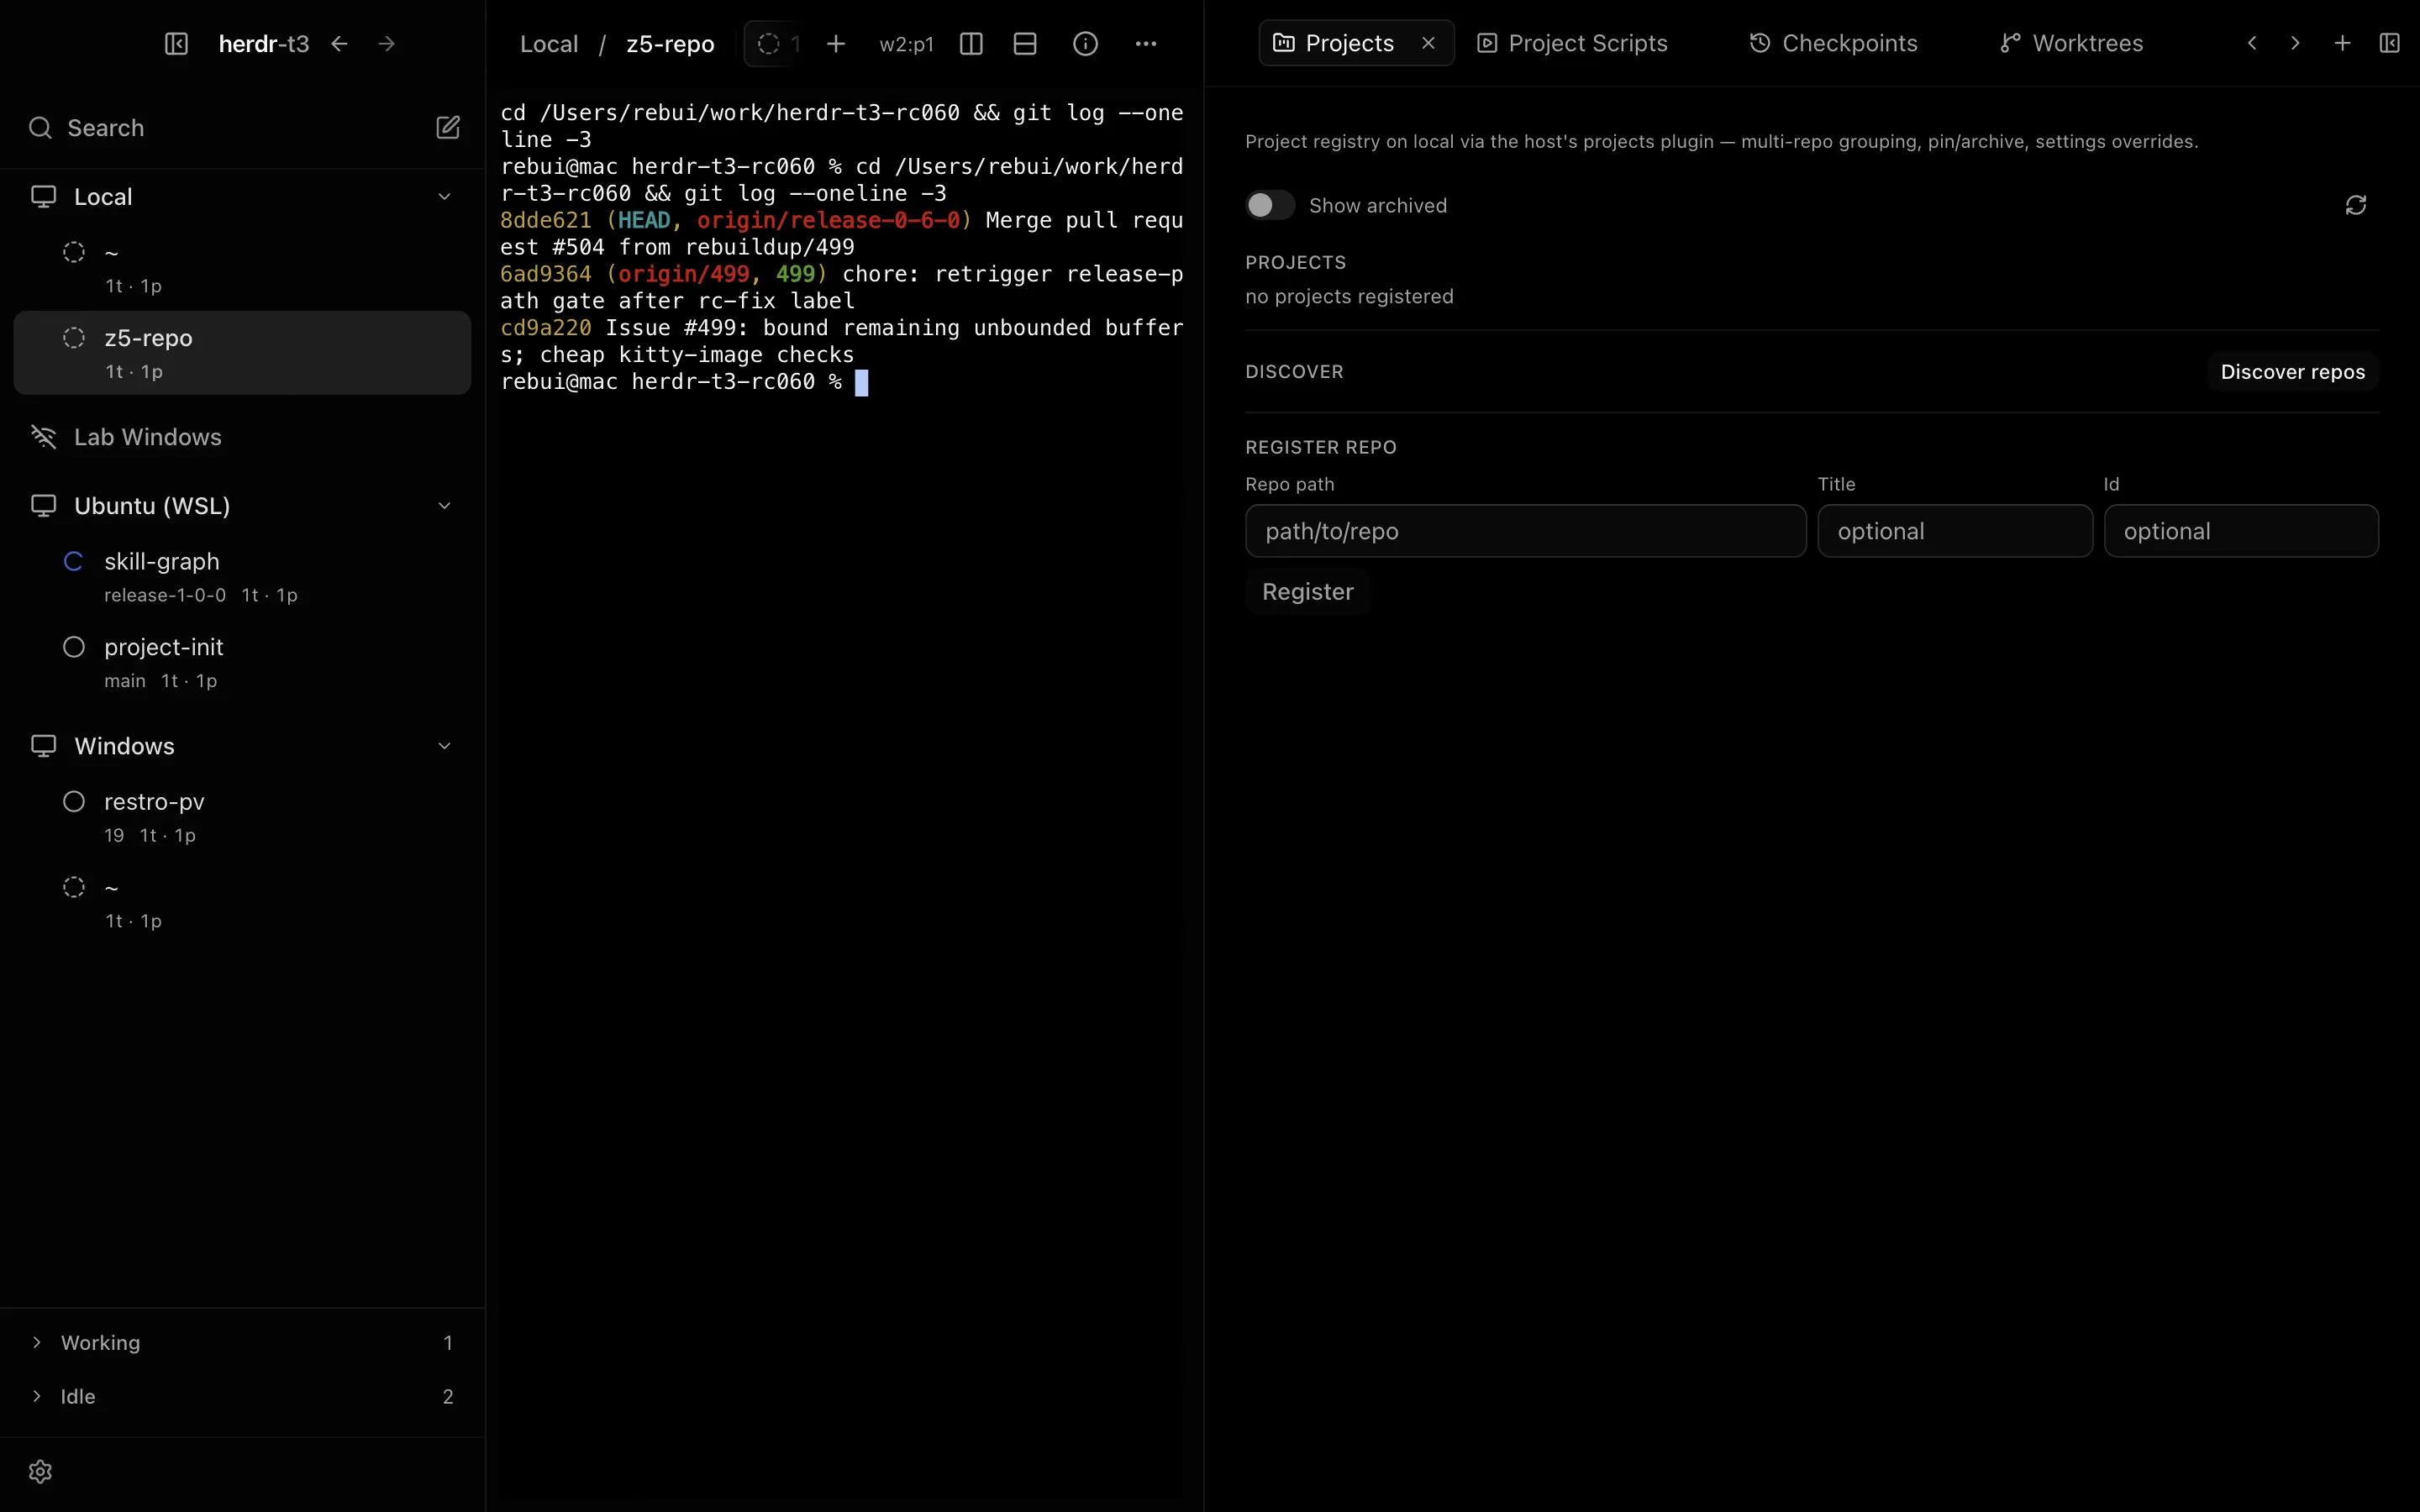 herdr-t3
Search
Local
~
1t · 1p
z5-repo
1t · 1p
Lab Windows
Ubuntu (WSL)
skill-graph
release-1-0-0 1t · 1p
project-init
main 1t · 1p
Windows
restro-pv
19 1t · 1p
~
1t · 1p
Working 1
Idle 2
Local / z5-repo 1 w2:p1
cd /Users/rebui/work/herdr-t3-rc060 && git log --one
line -3
rebui@mac herdr-t3-rc060 % cd /Users/rebui/work/herd
r-t3-rc060 && git log --oneline -3
8dde621 (HEAD, origin/release-0-6-0) Merge pull requ
est #504 from rebuildup/499
6ad9364 (origin/499, 499) chore: retrigger release-p
ath gate after rc-fix label
cd9a220 Issue #499: bound remaining unbounded buffer
s; cheap kitty-image checks
rebui@mac herdr-t3-rc060 %
Projects Project Scripts Checkpoints Worktrees
Project registry on local via the host's projects plugin — multi-repo grouping, pin/archive, settings overrides.
Show archived
PROJECTS
no projects registered
DISCOVER Discover repos
REGISTER REPO
Repo path Title Id
path/to/repo optional optional
Register